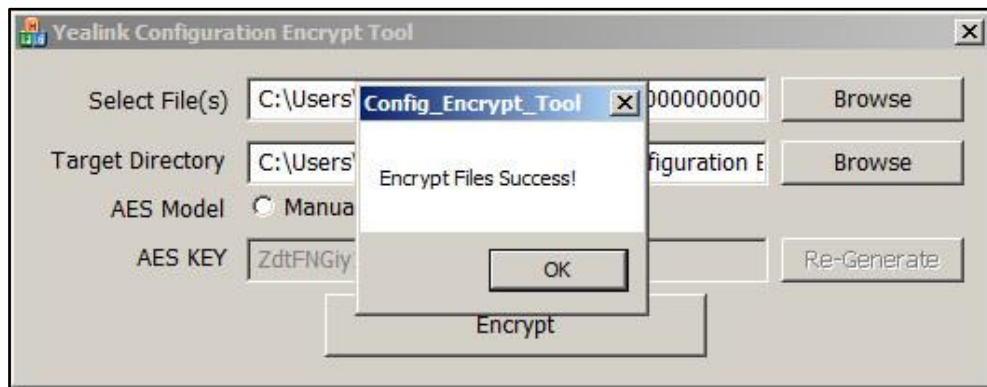 Yealink Configuration Encrypt Tool
Select File(s) C:\Users\ 000000000 Browse
Config_Encrypt_Tool
Target Directory C:\Users\ figuration E Browse
Encrypt Files Success!
AES Model Manua
AES KEY ZdtFNGiy Re-Generate
OK
Encrypt